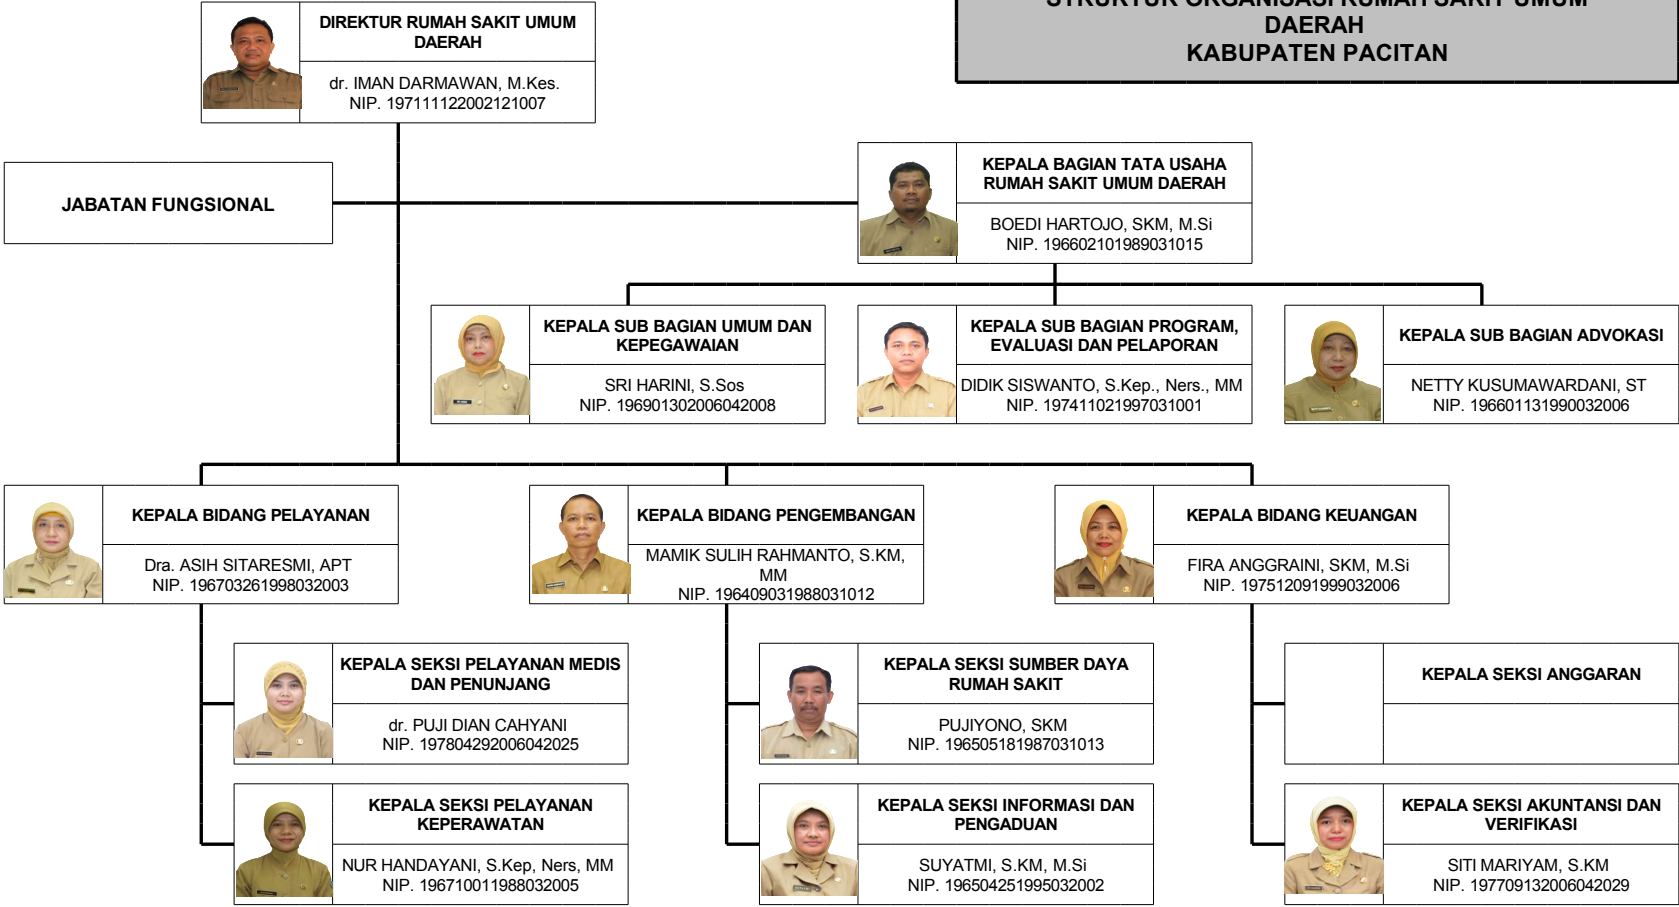 STRUKTUR ORGANISASI RUMAH SAKIT UMUM
DAERAH
KABUPATEN PACITAN
DIREKTUR RUMAH SAKIT UMUM
DAERAH
dr. IMAN DARMAWAN, M.Kes.
NIP. 197111122002121007
JABATAN FUNGSIONAL
KEPALA BAGIAN TATA USAHA
RUMAH SAKIT UMUM DAERAH
BOEDI HARTOJO, SKM, M.Si
NIP. 196602101989031015
KEPALA SUB BAGIAN UMUM DAN
KEPEGAWAIAN
SRI HARINI, S.Sos
NIP. 196901302006042008
KEPALA SUB BAGIAN PROGRAM,
EVALUASI DAN PELAPORAN
DIDIK SISWANTO, S.Kep., Ners., MM
NIP. 197411021997031001
KEPALA SUB BAGIAN ADVOKASI
NETTY KUSUMAWARDANI, ST
NIP. 196601131990032006
KEPALA BIDANG PELAYANAN
Dra. ASIH SITARESMI, APT
NIP. 196703261998032003
KEPALA BIDANG PENGEMBANGAN
MAMIK SULIH RAHMANTO, S.KM,
MM
NIP. 196409031988031012
KEPALA BIDANG KEUANGAN
FIRA ANGGRAINI, SKM, M.Si
NIP. 197512091999032006
KEPALA SEKSI PELAYANAN MEDIS
DAN PENUNJANG
dr. PUJI DIAN CAHYANI
NIP. 197804292006042025
KEPALA SEKSI SUMBER DAYA
RUMAH SAKIT
PUJIYONO, SKM
NIP. 196505181987031013
KEPALA SEKSI ANGGARAN
KEPALA SEKSI PELAYANAN
KEPERAWATAN
NUR HANDAYANI, S.Kep, Ners, MM
NIP. 196710011988032005
KEPALA SEKSI INFORMASI DAN
PENGADUAN
SUYATMI, S.KM, M.Si
NIP. 196504251995032002
KEPALA SEKSI AKUNTANSI DAN
VERIFIKASI
SITI MARIYAM, S.KM
NIP. 197709132006042029